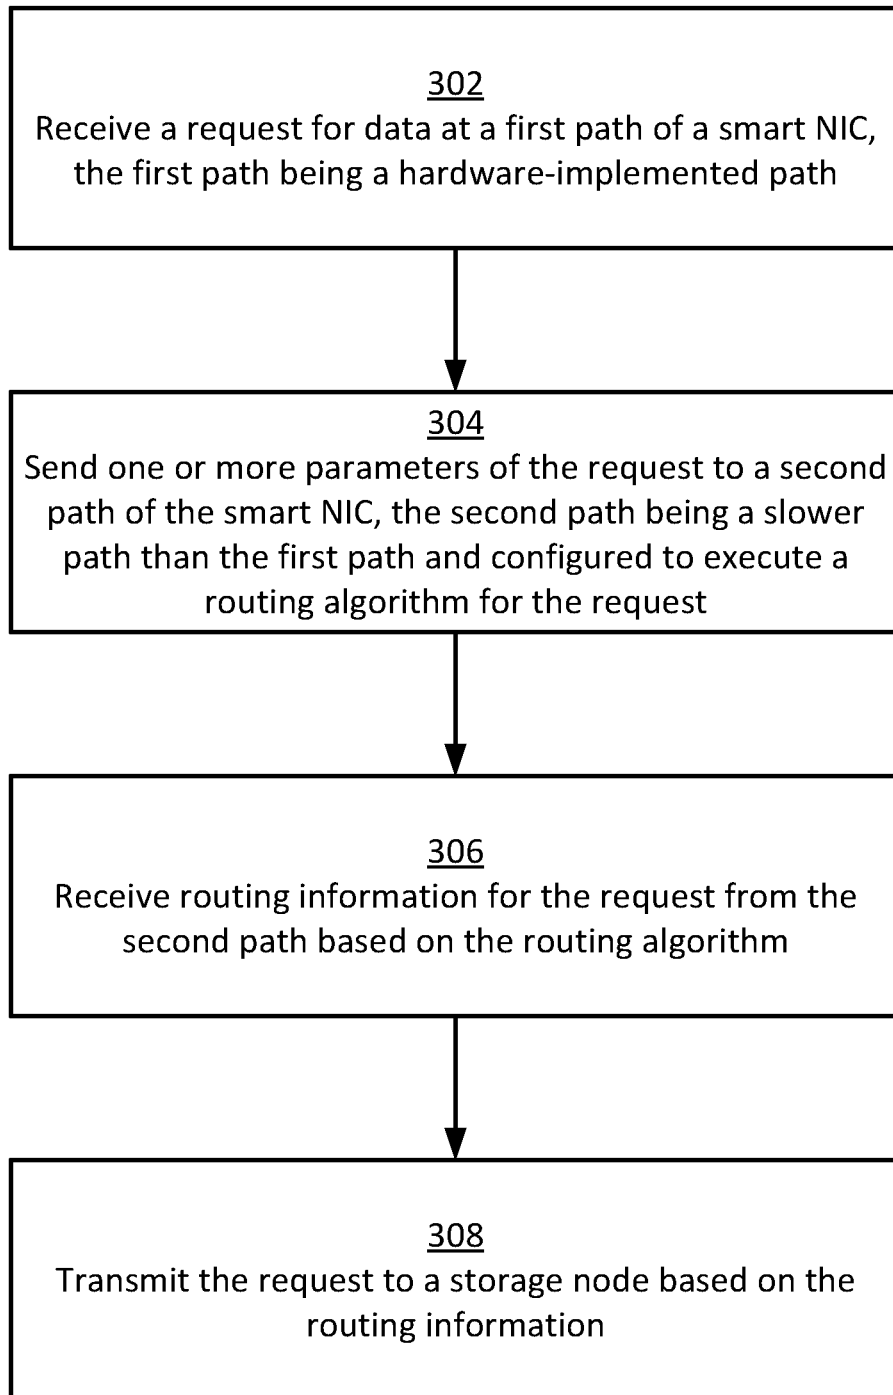 302
Receive a request for data at a first path of a smart NIC,
the first path being a hardware-implemented path
304
Send one or more parameters of the request to a second
path of the smart NIC, the second path being a slower
path than the first path and configured to execute a
routing algorithm for the request
306
Receive routing information for the request from the
second path based on the routing algorithm
308
Transmit the request to a storage node based on the
routing information